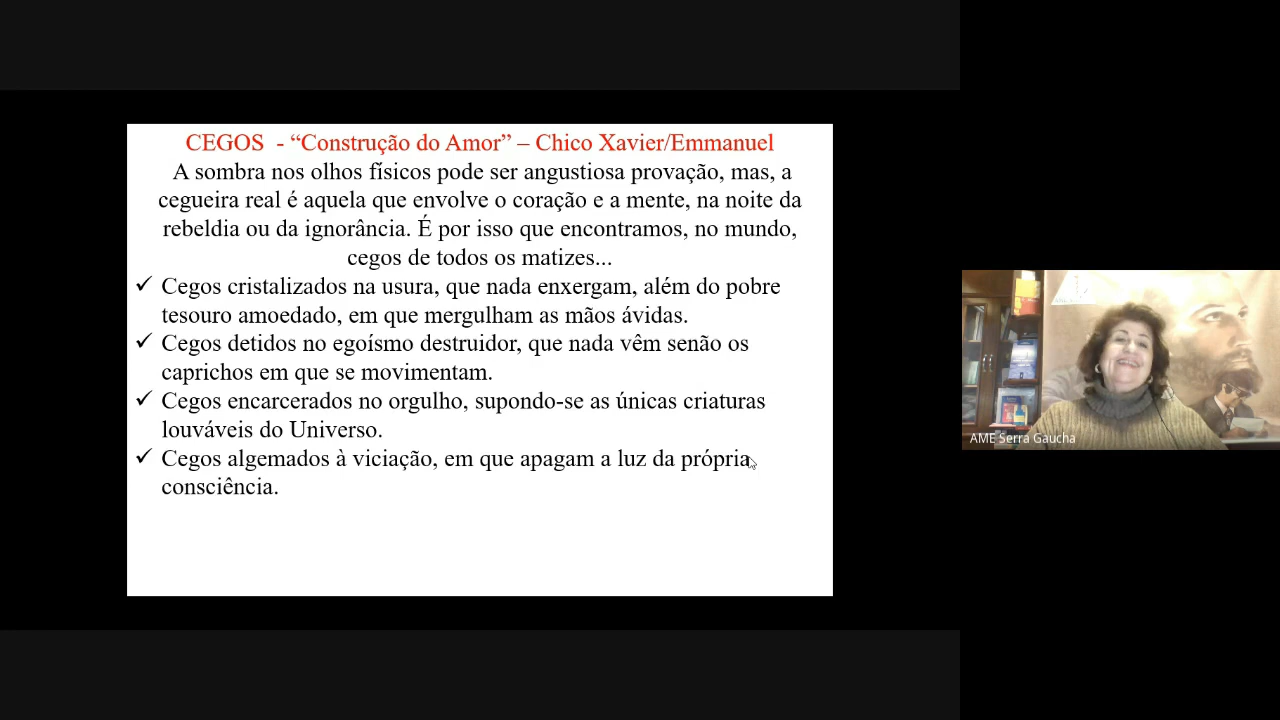 CEGOS - “Construção do Amor” – Chico Xavier/Emmanuel
A sombra nos olhos físicos pode ser angustiosa provação, mas, a
cegueira real é aquela que envolve o coração e a mente, na noite da
rebeldia ou da ignorância. É por isso que encontramos, no mundo,
cegos de todos os matizes...
✓ Cegos cristalizados na usura, que nada enxergam, além do pobre
tesouro amoedado, em que mergulham as mãos ávidas.
✓ Cegos detidos no egoísmo destruidor, que nada vêm senão os
caprichos em que se movimentam.
✓ Cegos encarcerados no orgulho, supondo-se as únicas criaturas
louváveis do Universo.
✓ Cegos algemados à viciação, em que apagam a luz da própria
consciência.
AME Serra Gaucha